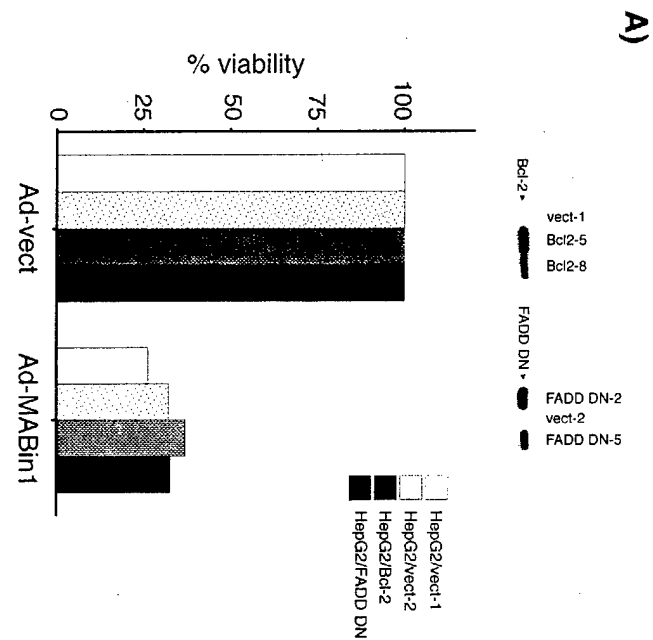 A)
Bcl-2
vect-1
Bcl2-5
Bcl2-8
FADD DN
FADD DN-2
vect-2
FADD DN-5
% viability
100
75
50
25
0
Ad-vect
Ad-MABin1
HepG2/vect-1
HepG2/vect-2
HepG2/Bcl-2
HepG2/FADD DN